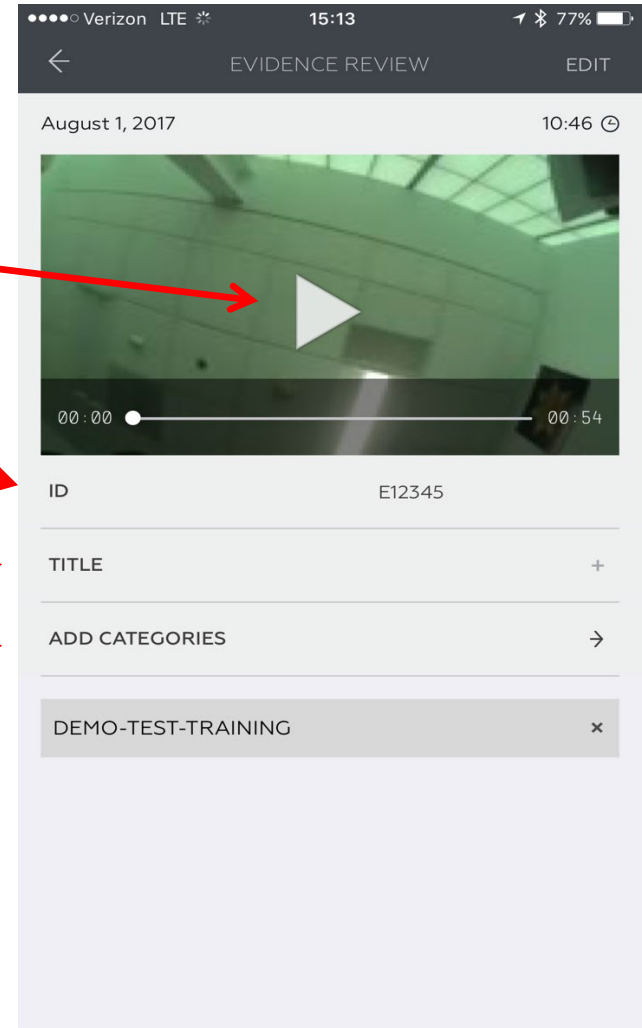 Verizon LTE 15:13 77%
EVIDENCE REVIEW EDIT
August 1, 2017 10:46
00:00 00:54
ID E12345
TITLE +
ADD CATEGORIES →
DEMO-TEST-TRAINING ×